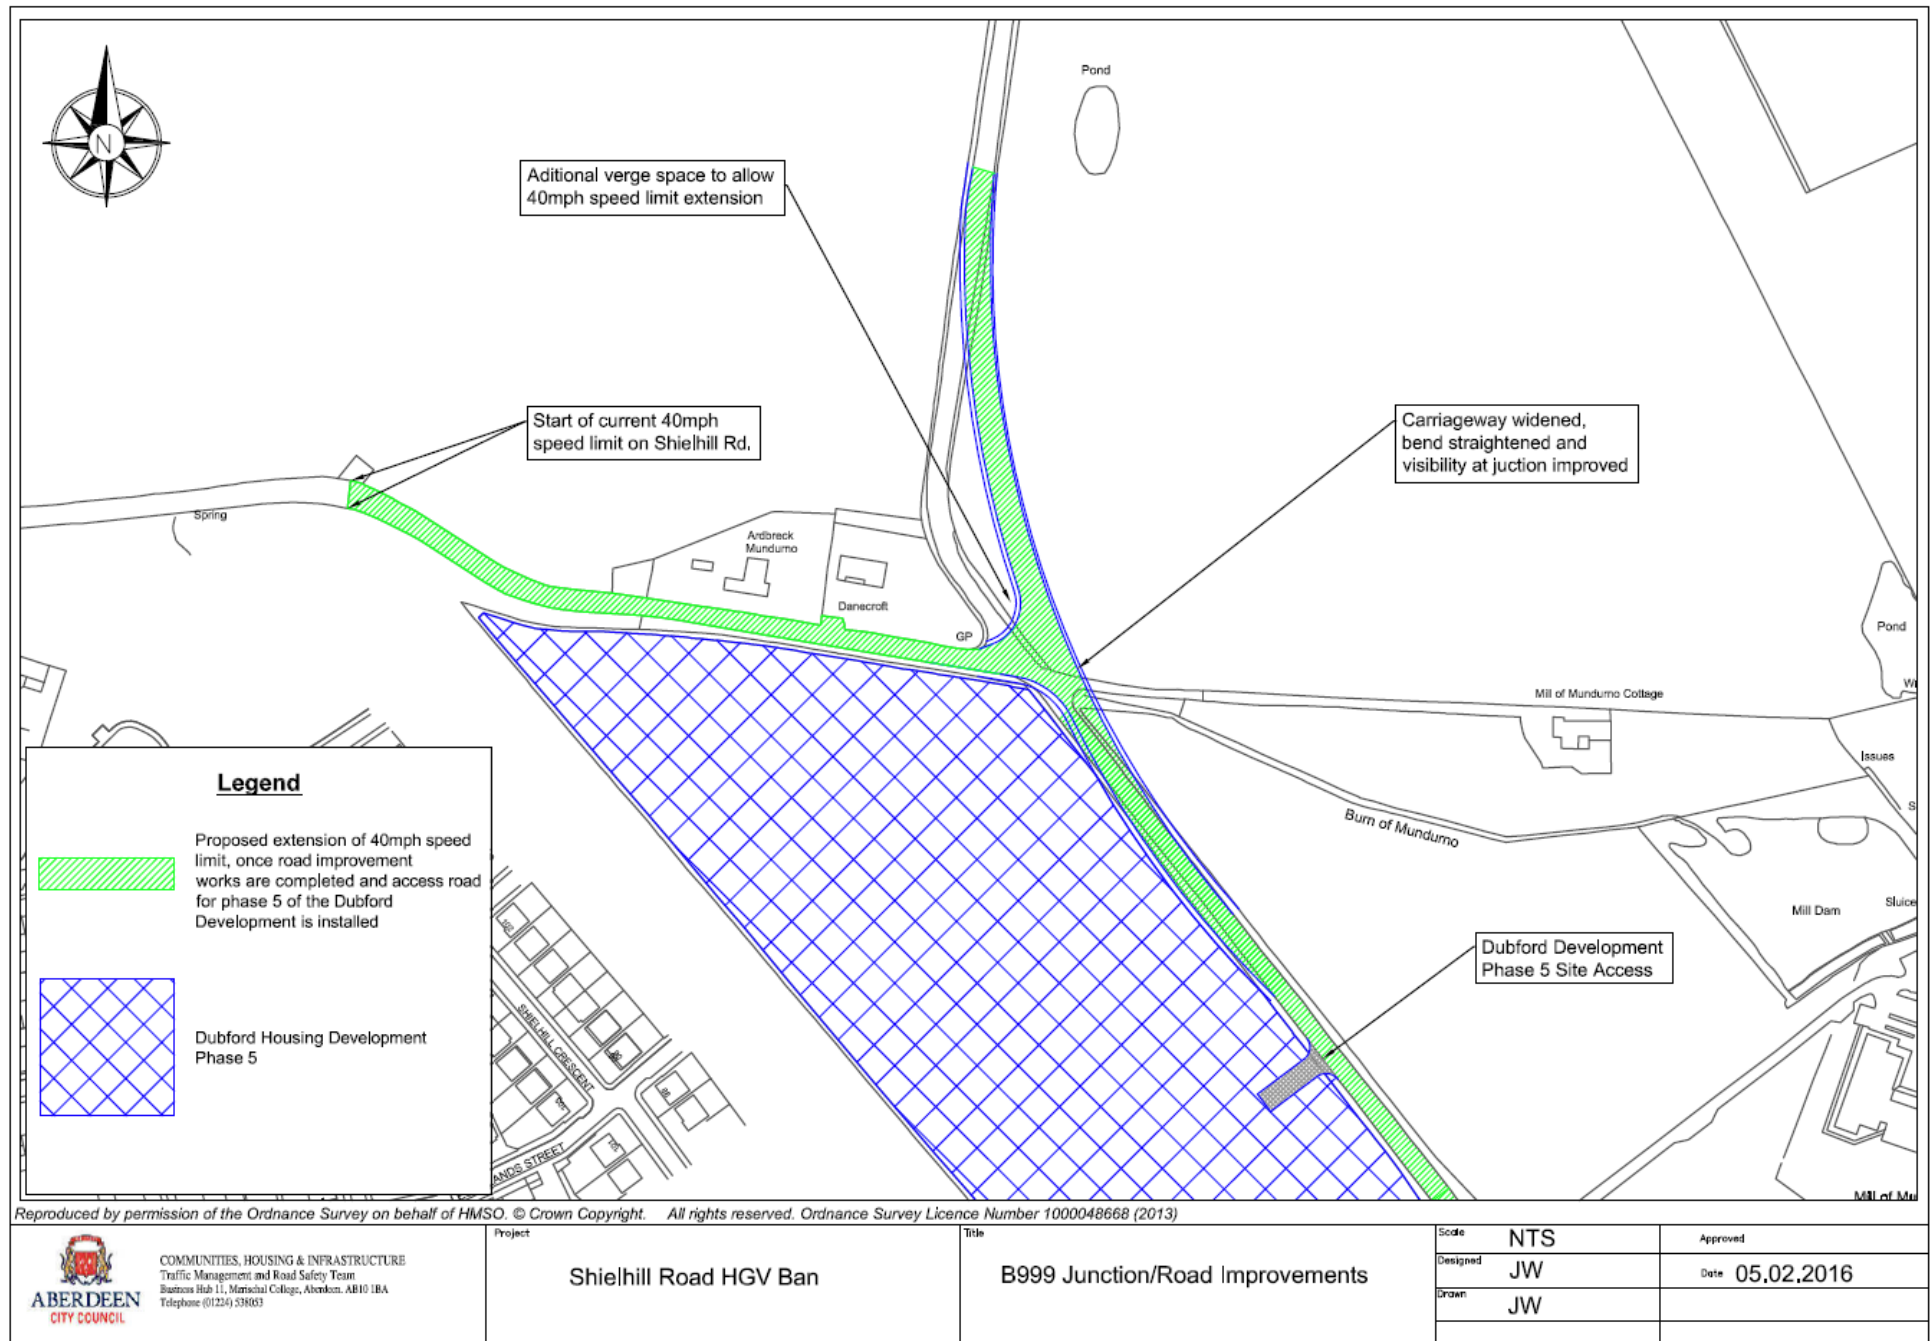 Pond
N
Aditional verge space to allow
40mph speed limit extension
Start of current 40mph
speed limit on Shielhill Rd.
Carriageway widened,
bend straightened and
visibility at juction improved
Spring
Ardbreck
Mundurno
Danecroft
GP
Pond
Mill of Mundurno Cottage
Issues
Burn of Mundurno
Mill Dam
Sluice
Dubford Development
Phase 5 Site Access
Legend
Proposed extension of 40mph speed
limit, once road improvement
works are completed and access road
for phase 5 of the Dubford
Development is installed
Dubford Housing Development
Phase 5
SHIELHILL CRESCENT
ANDS STREET
Mill of Mu
Reproduced by permission of the Ordnance Survey on behalf of HMSO. © Crown Copyright. All rights reserved. Ordnance Survey Licence Number 1000048668 (2013)
ABERDEEN
CITY COUNCIL
COMMUNITIES, HOUSING & INFRASTRUCTURE
Traffic Management and Road Safety Team
Business Hub 11, Marischal College, Aberdeen. AB10 1BA
Telephone (01224) 538053
Project
Shielhill Road HGV Ban
Title
B999 Junction/Road Improvements
Scale NTS
Designed JW
Drawn JW
Approved
Date 05.02.2016